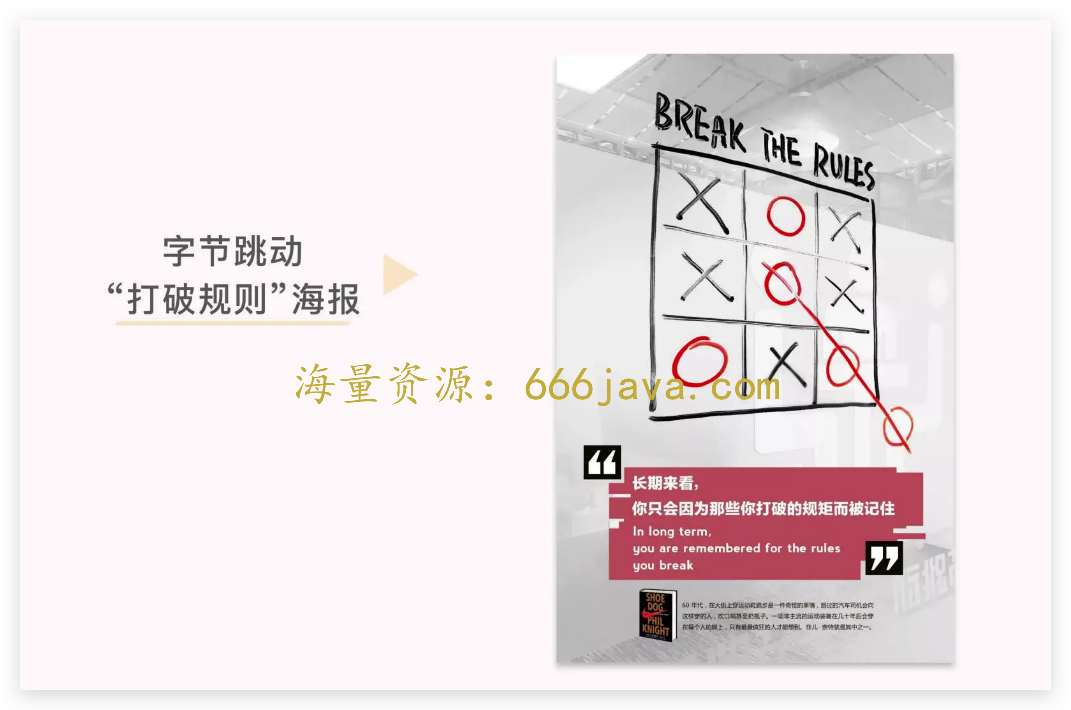 字节跳动
“打破规则”海报
海量资源：666java.com
BREAK THE RULES
X O X
X O X
O X O
O
长期来看，
你只会因为那些你打破的规矩而被记住
In long term,
you are remembered for the rules
you break
SHOE
DOG
PHIL
KNIGHT
60 年代，在大街上穿运动鞋跑步是一件奇怪的事情，路过的汽车司机会向
这样穿的人，吹口哨甚至扔瓶子。一项非主流的运动装备在几十年后会穿
在每个人的脚上，只有最最疯狂的人才能想到。菲儿·奈特就是其中之一。